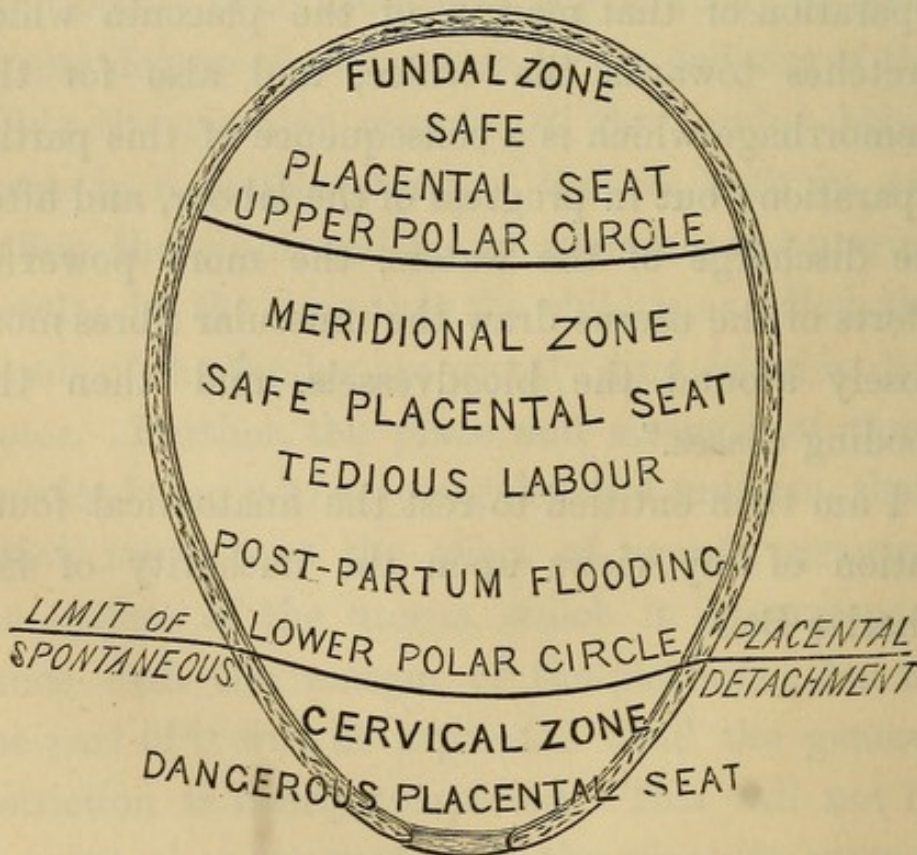 FUNDAL ZONE
SAFE
PLACENTAL SEAT
UPPER POLAR CIRCLE
MERIDIONAL ZONE
SAFE PLACENTAL SEAT
TEDIOUS LABOUR
POST-PARTUM FLOODING
LIMIT OF
SPONTANEOUS
LOWER POLAR CIRCLE
PLACENTAL
DETACHMENT
CERVICAL ZONE
DANGEROUS PLACENTAL SEAT